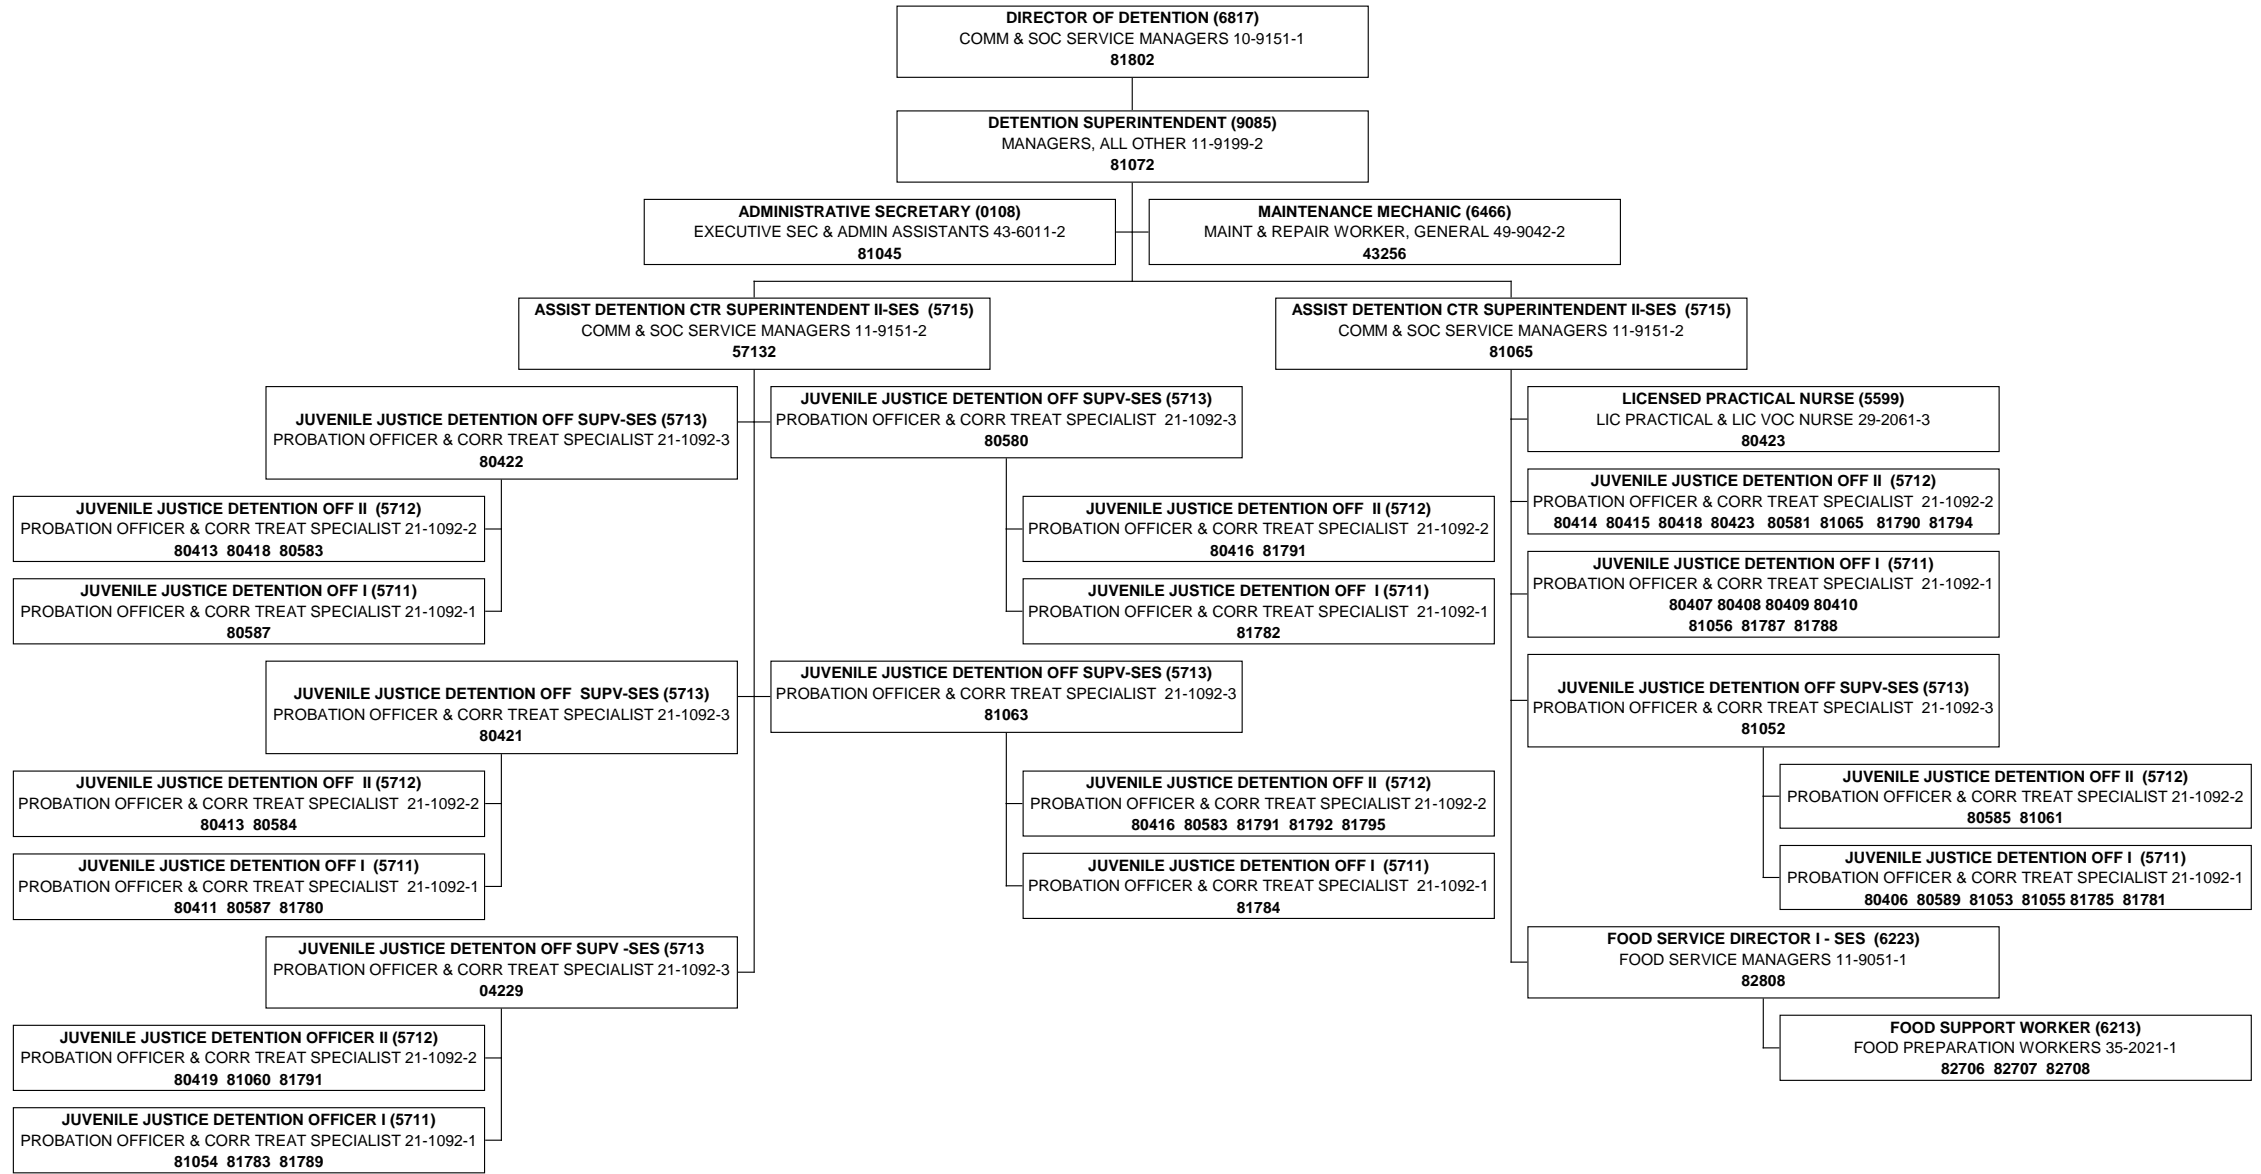 DIRECTOR OF DETENTION (6817)
COMM & SOC SERVICE MANAGERS 10-9151-1
81802
DETENTION SUPERINTENDENT (9085)
MANAGERS, ALL OTHER 11-9199-2
81072
ADMINISTRATIVE SECRETARY (0108)
EXECUTIVE SEC & ADMIN ASSISTANTS 43-6011-2
81045
MAINTENANCE MECHANIC (6466)
MAINT & REPAIR WORKER, GENERAL 49-9042-2
43256
ASSIST DETENTION CTR SUPERINTENDENT II-SES (5715)
COMM & SOC SERVICE MANAGERS 11-9151-2
57132
ASSIST DETENTION CTR SUPERINTENDENT II-SES (5715)
COMM & SOC SERVICE MANAGERS 11-9151-2
81065
JUVENILE JUSTICE DETENTION OFF SUPV-SES (5713)
PROBATION OFFICER & CORR TREAT SPECIALIST 21-1092-3
80422
JUVENILE JUSTICE DETENTION OFF II (5712)
PROBATION OFFICER & CORR TREAT SPECIALIST 21-1092-2
80413 80418 80583
JUVENILE JUSTICE DETENTION OFF I (5711)
PROBATION OFFICER & CORR TREAT SPECIALIST 21-1092-1
80587
JUVENILE JUSTICE DETENTION OFF SUPV-SES (5713)
PROBATION OFFICER & CORR TREAT SPECIALIST 21-1092-3
80580
JUVENILE JUSTICE DETENTION OFF II (5712)
PROBATION OFFICER & CORR TREAT SPECIALIST 21-1092-2
80416 81791
JUVENILE JUSTICE DETENTION OFF I (5711)
PROBATION OFFICER & CORR TREAT SPECIALIST 21-1092-1
81782
JUVENILE JUSTICE DETENTION OFF SUPV-SES (5713)
PROBATION OFFICER & CORR TREAT SPECIALIST 21-1092-3
80421
JUVENILE JUSTICE DETENTION OFF II (5712)
PROBATION OFFICER & CORR TREAT SPECIALIST 21-1092-2
80413 80584
JUVENILE JUSTICE DETENTION OFF I (5711)
PROBATION OFFICER & CORR TREAT SPECIALIST 21-1092-1
80411 80587 81780
JUVENILE JUSTICE DETENTION OFF SUPV-SES (5713)
PROBATION OFFICER & CORR TREAT SPECIALIST 21-1092-3
81063
JUVENILE JUSTICE DETENTION OFF II (5712)
PROBATION OFFICER & CORR TREAT SPECIALIST 21-1092-2
80416 80583 81791 81792 81795
JUVENILE JUSTICE DETENTION OFF I (5711)
PROBATION OFFICER & CORR TREAT SPECIALIST 21-1092-1
81784
JUVENILE JUSTICE DETENTON OFF SUPV -SES (5713
PROBATION OFFICER & CORR TREAT SPECIALIST 21-1092-3
04229
JUVENILE JUSTICE DETENTION OFFICER II (5712)
PROBATION OFFICER & CORR TREAT SPECIALIST 21-1092-2
80419 81060 81791
JUVENILE JUSTICE DETENTION OFFICER I (5711)
PROBATION OFFICER & CORR TREAT SPECIALIST 21-1092-1
81054 81783 81789
LICENSED PRACTICAL NURSE (5599)
LIC PRACTICAL & LIC VOC NURSE 29-2061-3
80423
JUVENILE JUSTICE DETENTION OFF II (5712)
PROBATION OFFICER & CORR TREAT SPECIALIST 21-1092-2
80414 80415 80418 80423 80581 81065 81790 81794
JUVENILE JUSTICE DETENTION OFF I (5711)
PROBATION OFFICER & CORR TREAT SPECIALIST 21-1092-1
80407 80408 80409 80410
81056 81787 81788
JUVENILE JUSTICE DETENTION OFF SUPV-SES (5713)
PROBATION OFFICER & CORR TREAT SPECIALIST 21-1092-3
81052
JUVENILE JUSTICE DETENTION OFF II (5712)
PROBATION OFFICER & CORR TREAT SPECIALIST 21-1092-2
80585 81061
JUVENILE JUSTICE DETENTION OFF I (5711)
PROBATION OFFICER & CORR TREAT SPECIALIST 21-1092-1
80406 80589 81053 81055 81785 81781
FOOD SERVICE DIRECTOR I - SES (6223)
FOOD SERVICE MANAGERS 11-9051-1
82808
FOOD SUPPORT WORKER (6213)
FOOD PREPARATION WORKERS 35-2021-1
82706 82707 82708